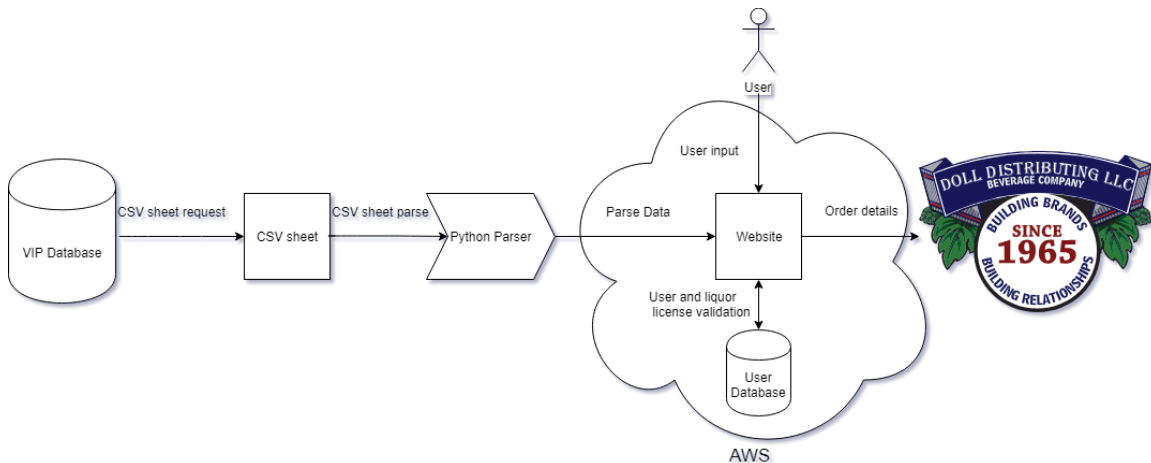 User
User input
DOLL DISTRIBUTING LLC
BEVERAGE COMPANY
BUILDING BRANDS
SINCE
1965
BUILDING RELATIONSHIPS
CSV sheet request
CSV sheet parse
Parse Data
Order details
VIP Database
CSV sheet
Python Parser
Website
User and liquor
license validation
User
Database
AWS